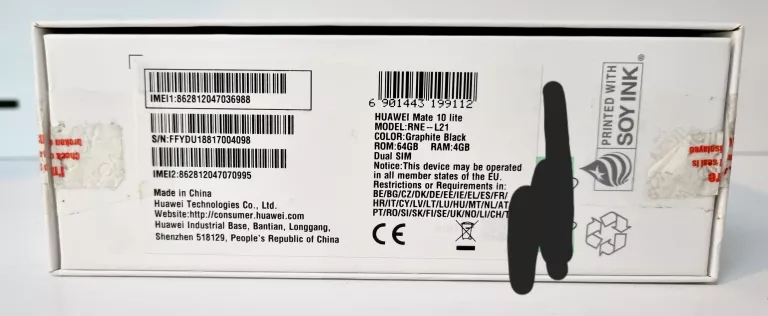 IMEI1:862812047036988
S/N:FFYDU18817004098
IMEI2:862812047070995
Made in China
Huawei Technologies Co., Ltd.
Website:http://consumer.huawei.com
Huawei Industrial Base, Bantian, Longgang,
Shenzhen 518129, People's Republic of China
6 901443 199112
HUAWEI Mate 10 lite
MODEL:RNE-L21
COLOR:Graphite Black
ROM:64GB RAM:4GB
Dual SIM
Notice:This device may be operated
in all member states of the EU.
Restrictions or Requirements in:
BE/BG/CZ/DK/DE/EE/IE/EL/ES/FR/
HR/IT/CY/LV/LT/LU/HU/MT/NL/AT
PT/RO/SI/SK/FI/SE/UK/NO/LI/CH/
CE
PRINTED WITH
SOY INK